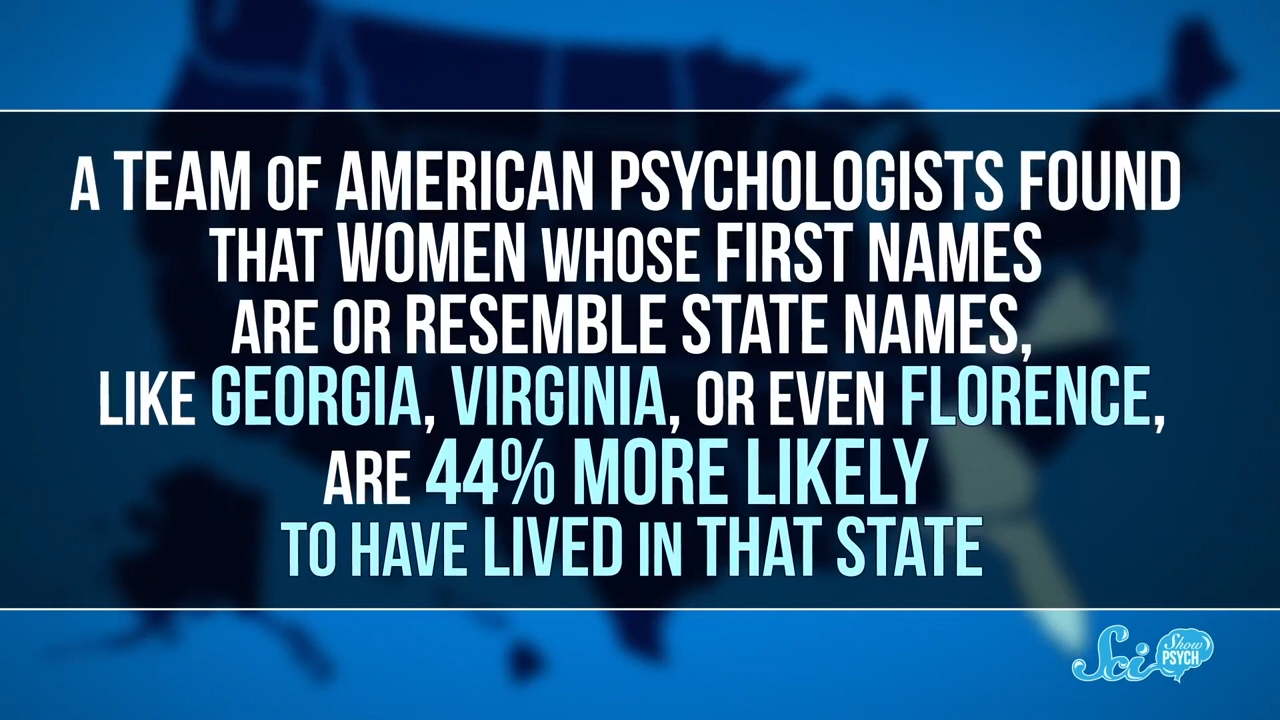 A TEAM OF AMERICAN PSYCHOLOGISTS FOUND
THAT WOMEN WHOSE FIRST NAMES
ARE OR RESEMBLE STATE NAMES,
LIKE GEORGIA, VIRGINIA, OR EVEN FLORENCE,
ARE 44% MORE LIKELY
TO HAVE LIVED IN THAT STATE
Sci Show
PSYCH